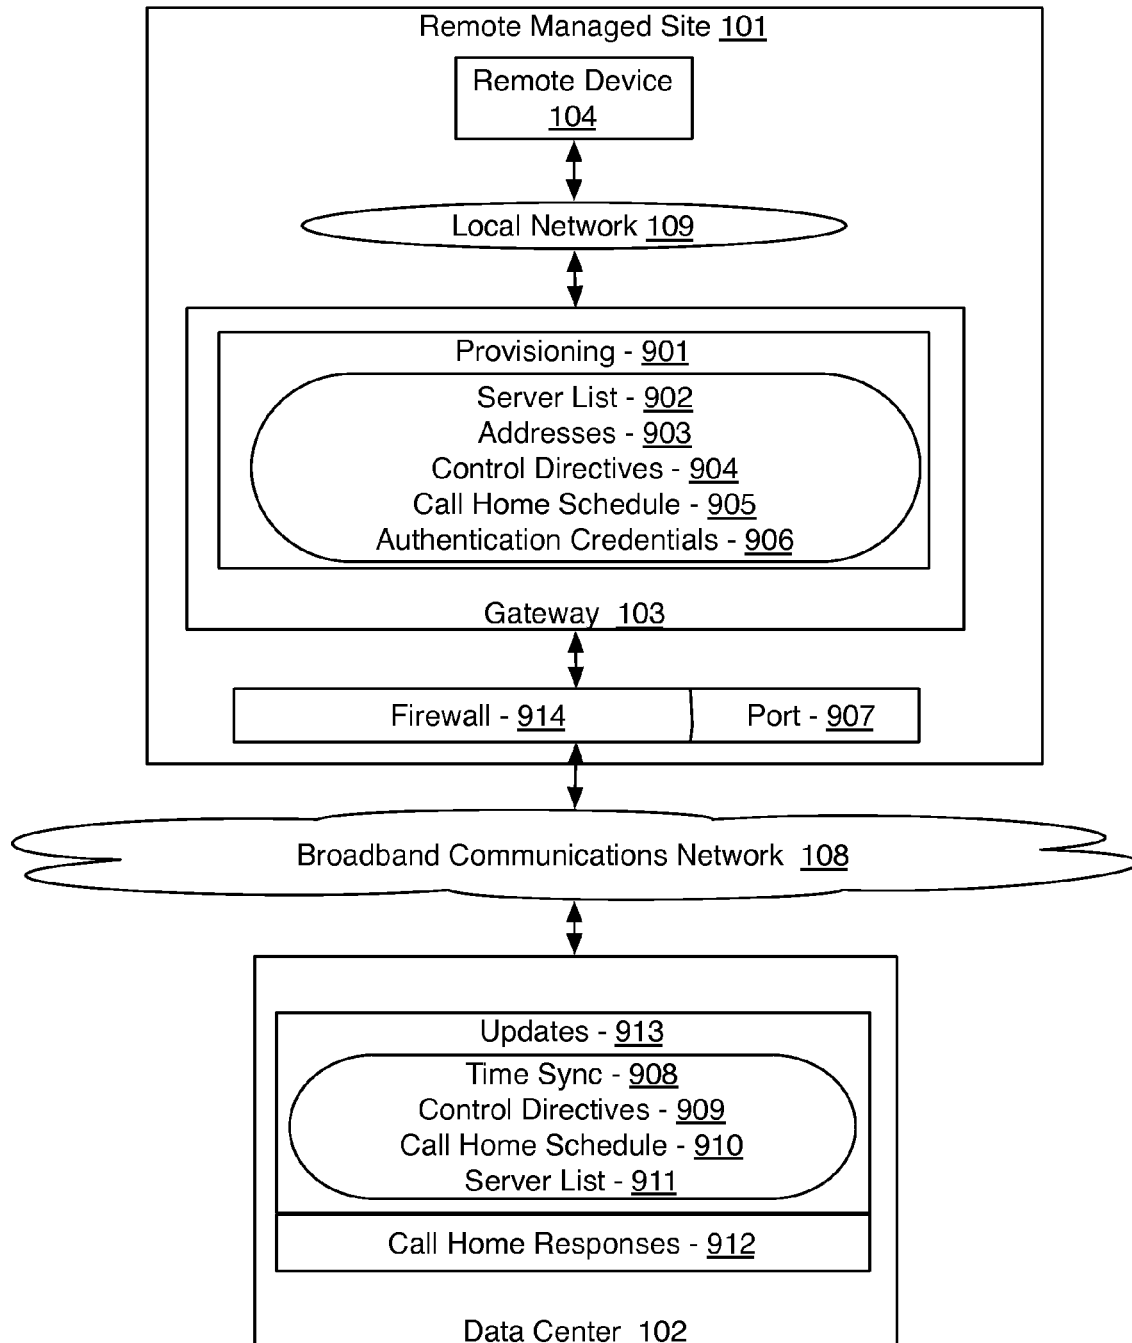 Remote Managed Site 101
Remote Device
104
Local Network 109
Provisioning - 901
Server List - 902
Addresses - 903
Control Directives - 904
Call Home Schedule - 905
Authentication Credentials - 906
Gateway 103
Firewall - 914 Port - 907
Broadband Communications Network 108
Updates - 913
Time Sync - 908
Control Directives - 909
Call Home Schedule - 910
Server List - 911
Call Home Responses - 912
Data Center 102